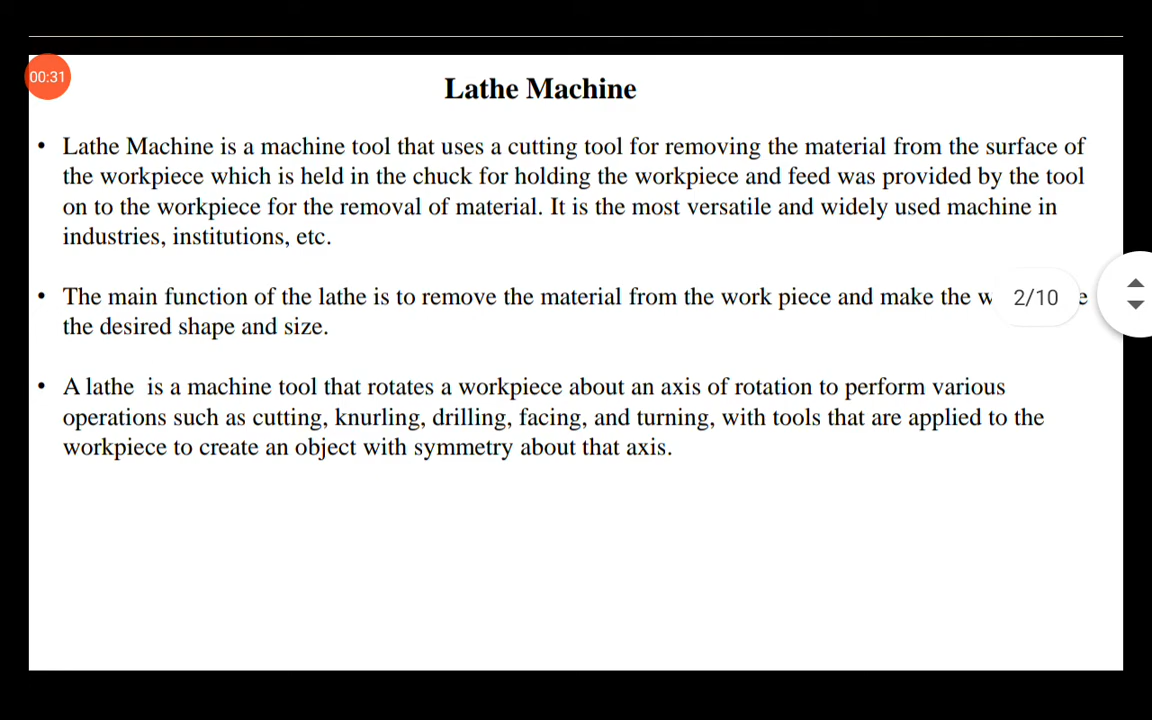 00:31
Lathe Machine
• Lathe Machine is a machine tool that uses a cutting tool for removing the material from the surface of
the workpiece which is held in the chuck for holding the workpiece and feed was provided by the tool
on to the workpiece for the removal of material. It is the most versatile and widely used machine in
industries, institutions, etc.
• The main function of the lathe is to remove the material from the work piece and make the
2/10
the desired shape and size.
• A lathe is a machine tool that rotates a workpiece about an axis of rotation to perform various
operations such as cutting, knurling, drilling, facing, and turning, with tools that are applied to the
workpiece to create an object with symmetry about that axis.